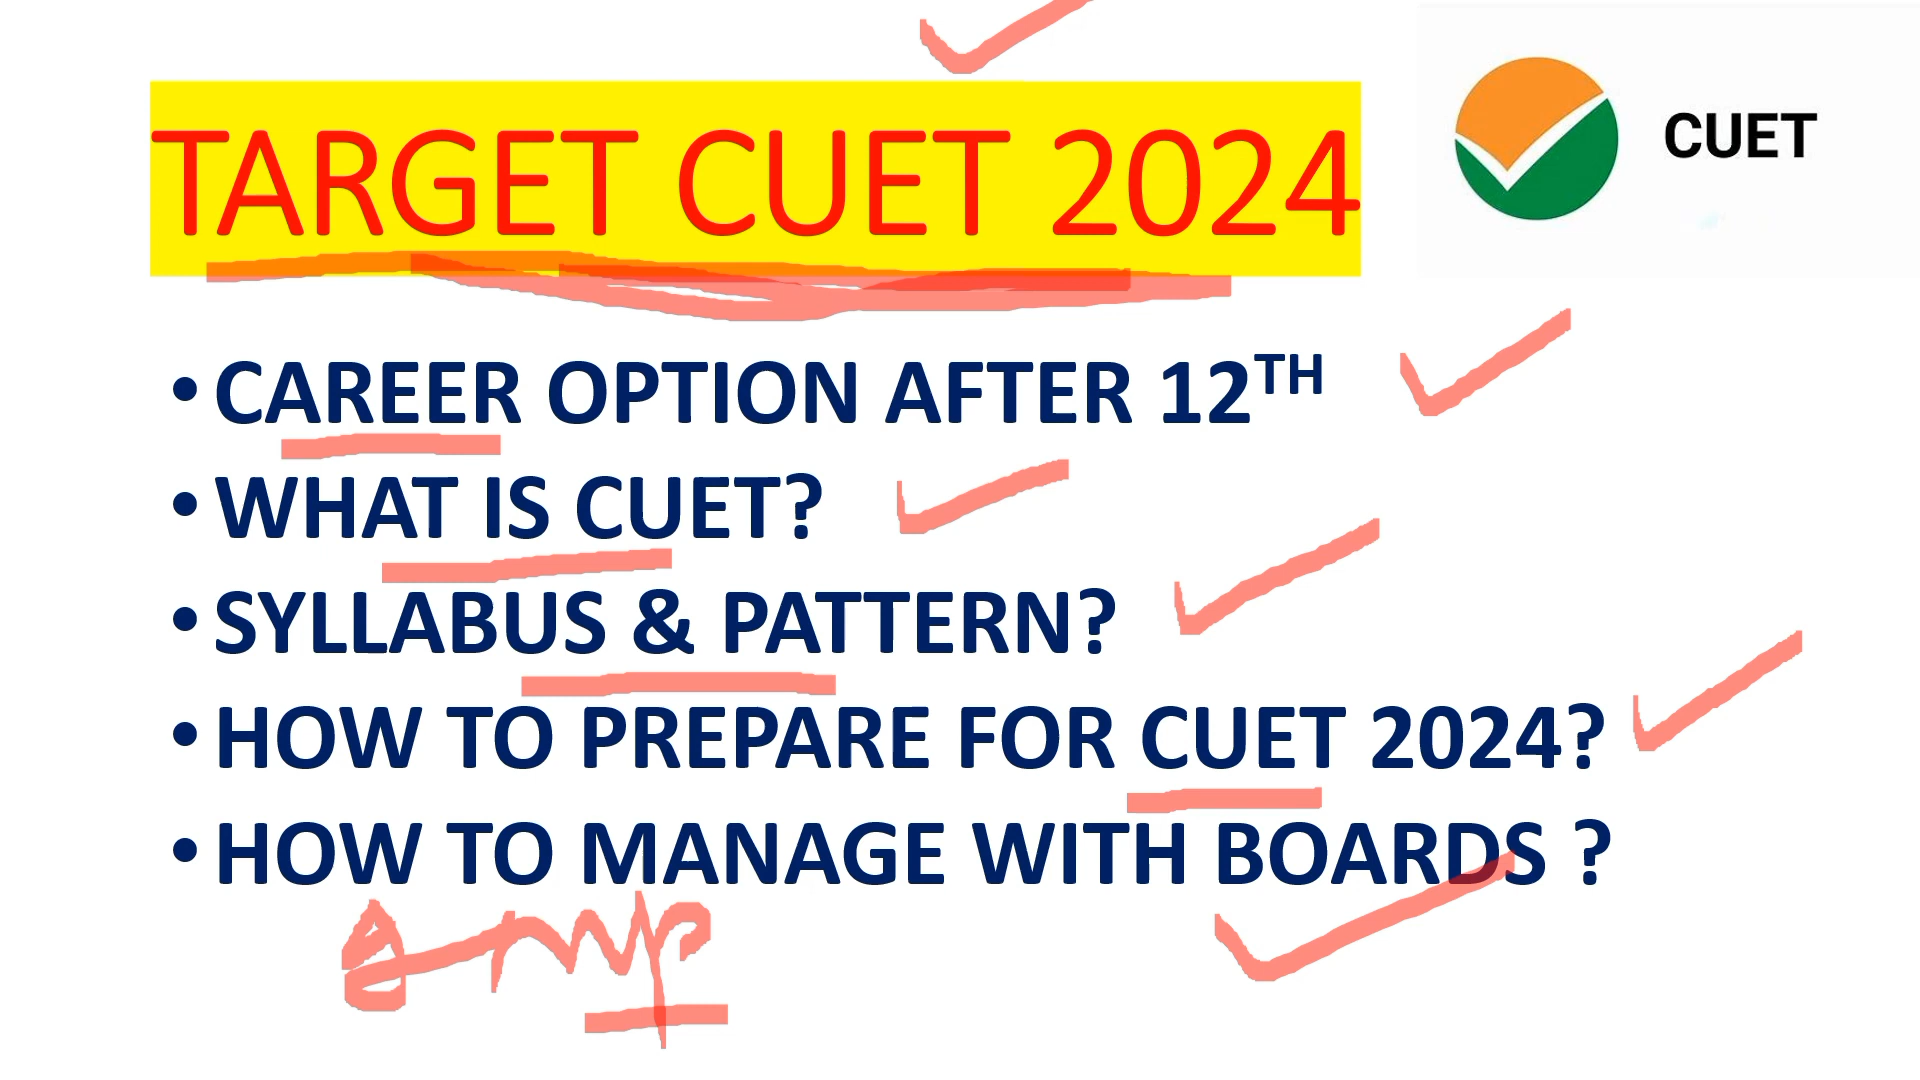 TARGET CUET 2024
CUET
• CAREER OPTION AFTER 12TH
• WHAT IS CUET?
• SYLLABUS & PATTERN?
• HOW TO PREPARE FOR CUET 2024?
• HOW TO MANAGE WITH BOARDS ?